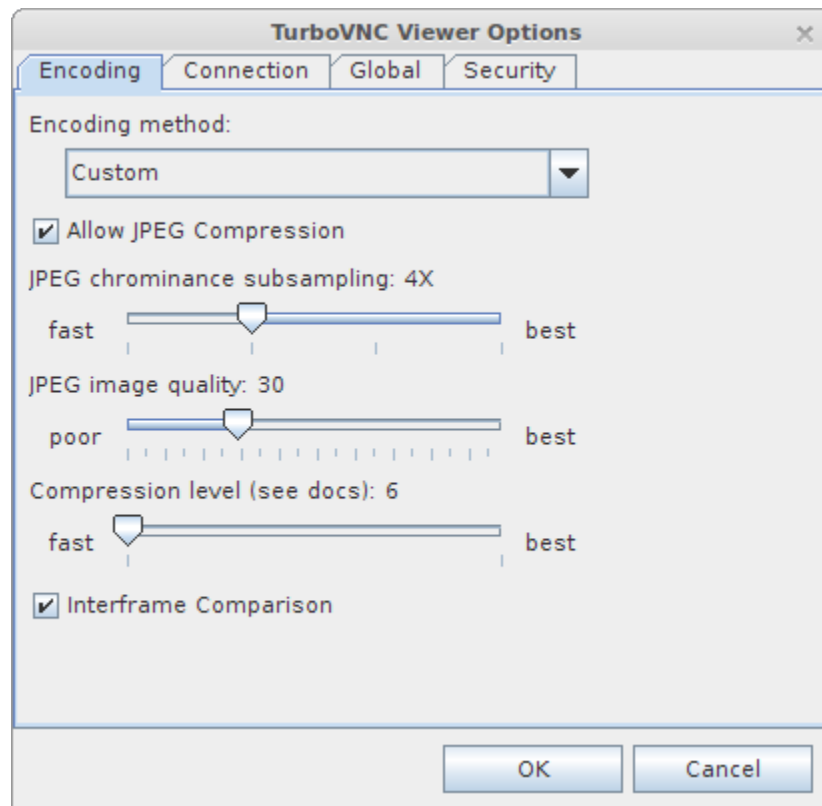 TurboVNC Viewer Options
Encoding Connection Global Security
Encoding method:
Custom
Allow JPEG Compression
JPEG chrominance subsampling: 4X
fast best
JPEG image quality: 30
poor best
Compression level (see docs): 6
fast best
Interframe Comparison
OK Cancel